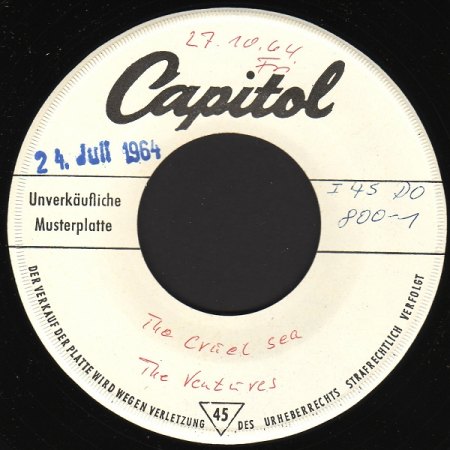 27.10.64
Fri.
Capitol
24. Juli 1964
Unverkäufliche
Musterplatte
I 45 DO
800-1
The Cruel sea
The Ventures
DER VERKAUF DER PLATTE WIRD WEGEN VERLETZUNG DES URHEBERRECHTS STRAFRECHTLICH VERFOLGT
45